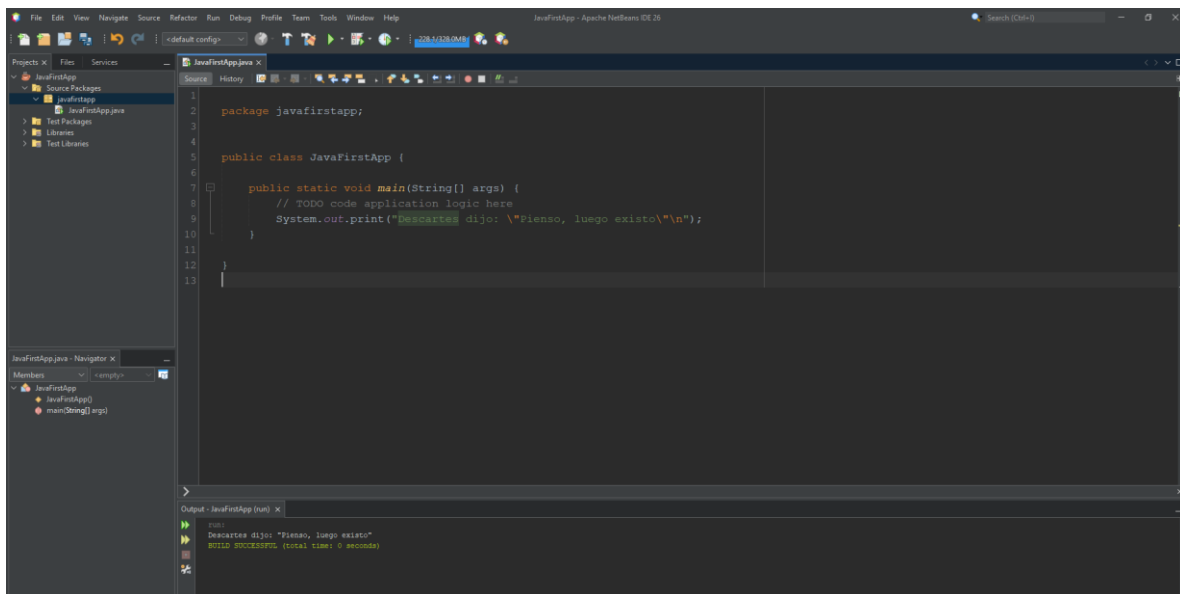 File Edit View Navigate Source Refactor Run Debug Profile Team Tools Window Help
JavaFirstApp - Apache NetBeans IDE 26
Search (Ctrl+I)
<default config>
228.1/328.0MB
Projects Files Services
JavaFirstApp
Source Packages
javafirstapp
JavaFirstApp.java
Test Packages
Libraries
Test Libraries
JavaFirstApp.java
Source History
1
2 package javafirstapp;
3
4
5 public class JavaFirstApp {
6
7 public static void main(String[] args) {
8 // TODO code application logic here
9 System.out.print("Descartes dijo: \"Pienso, luego existo\"\n");
10 }
11
12 }
13
JavaFirstApp.java - Navigator
Members <empty>
JavaFirstApp
JavaFirstApp()
main(String[] args)
Output - JavaFirstApp (run)
run:
Descartes dijo: "Pienso, luego existo"
BUILD SUCCESSFUL (total time: 0 seconds)